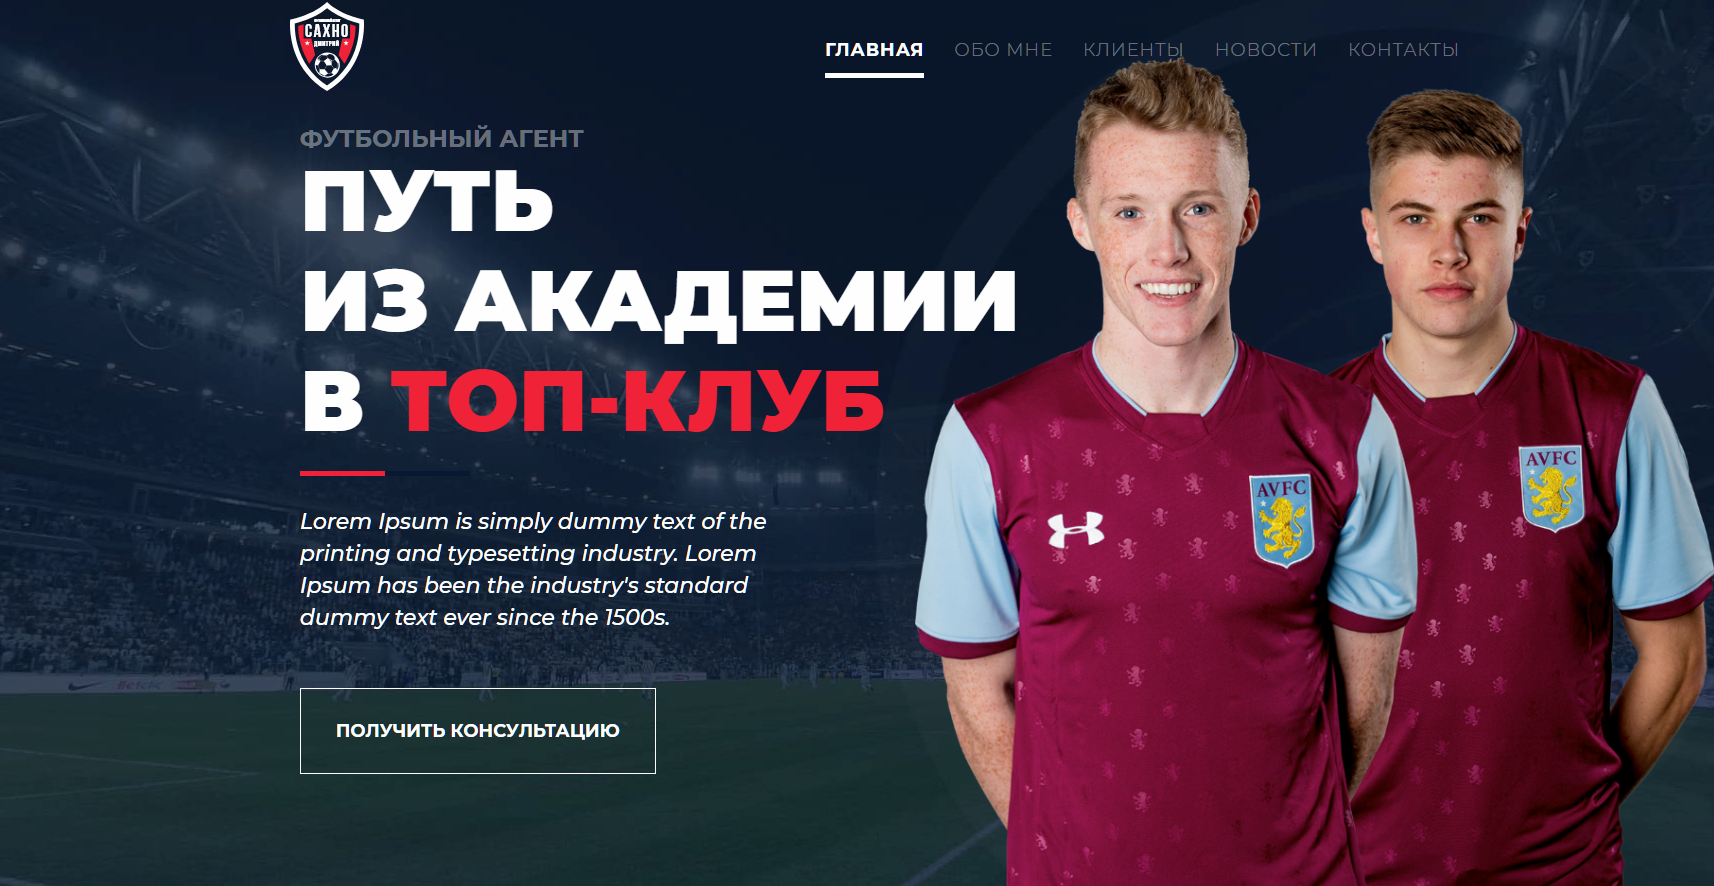 ФУТБОЛЬНЫЙ АГЕНТ
САХНО
ДМИТРИЙ
ГЛАВНАЯ
ОБО МНЕ
КЛИЕНТЫ
НОВОСТИ
КОНТАКТЫ
ФУТБОЛЬНЫЙ АГЕНТ
ПУТЬ
ИЗ АКАДЕМИИ
В ТОП-КЛУБ
Lorem Ipsum is simply dummy text of the
printing and typesetting industry. Lorem
Ipsum has been the industry's standard
dummy text ever since the 1500s.
ПОЛУЧИТЬ КОНСУЛЬТАЦИЮ
AVFC
AVFC